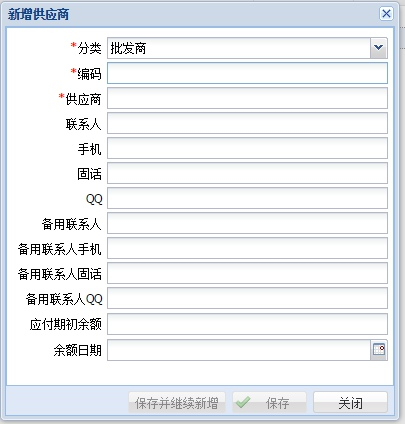 新增供应商
*分类 批发商
*编码
*供应商
联系人
手机
固话
QQ
备用联系人
备用联系人手机
备用联系人固话
备用联系人QQ
应付期初余额
余额日期
保存并继续新增 保存 关闭